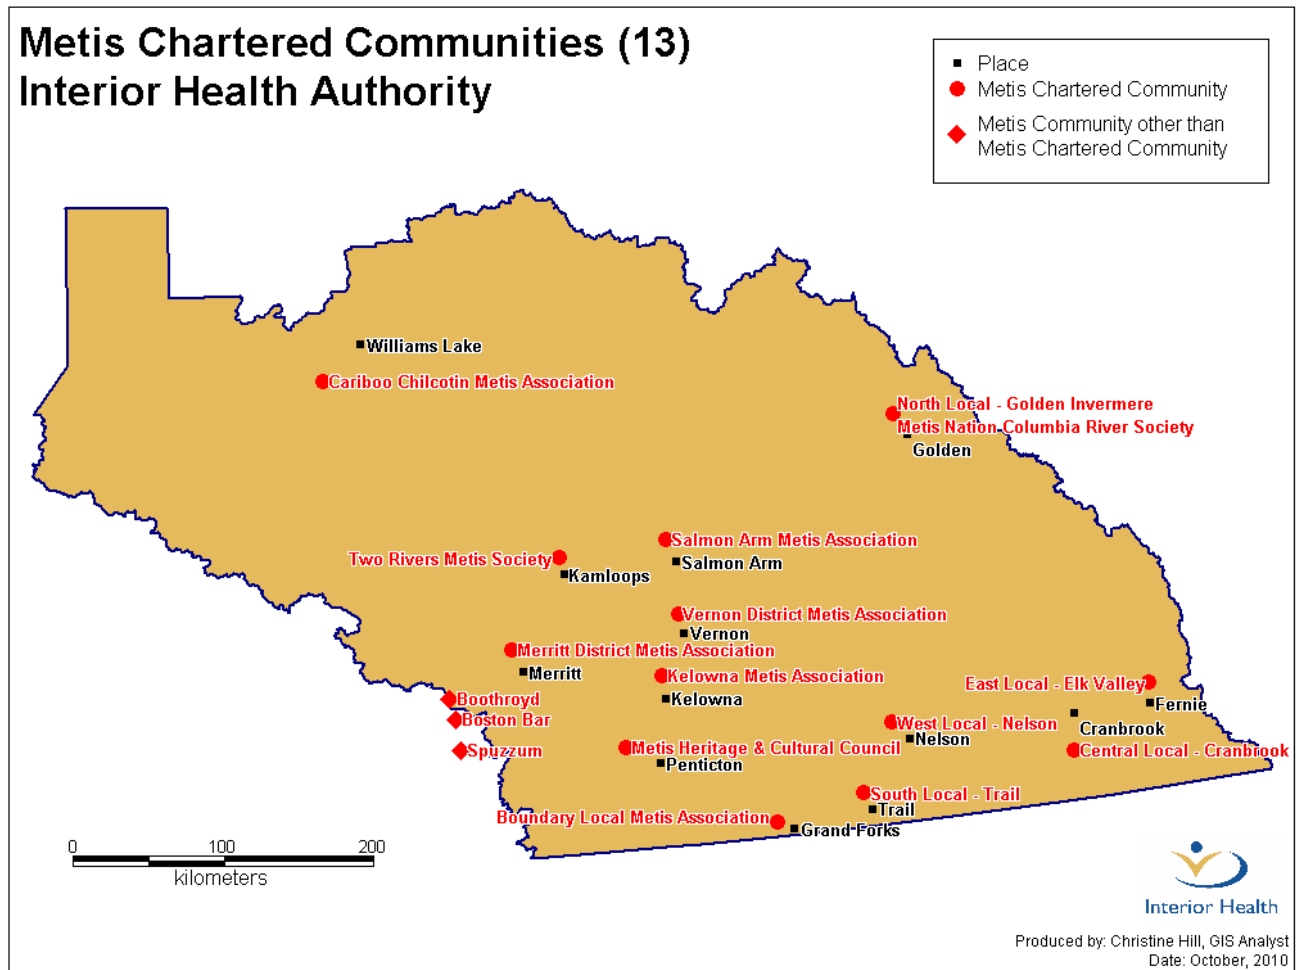 Metis Chartered Communities (13)
Interior Health Authority
Place
Metis Chartered Community
Metis Community other than
Metis Chartered Community
Williams Lake
Cariboo Chilcotin Metis Association
North Local - Golden Invermere
Metis Nation Columbia River Society
Golden
Salmon Arm Metis Association
Two Rivers Metis Society
Salmon Arm
Kamloops
Vernon District Metis Association
Vernon
Merritt District Metis Association
Merritt
Kelowna Metis Association
East Local - Elk Valley
Boothroyd
Kelowna
Fernie
Boston Bar
West Local - Nelson
Cranbrook
Nelson
Spuzzum
Metis Heritage & Cultural Council
Central Local - Cranbrook
Penticton
South Local - Trail
Trail
Boundary Local Metis Association
Grand Forks
0 100 200
kilometers
Interior Health
Produced by: Christine Hill, GIS Analyst
Date: October, 2010